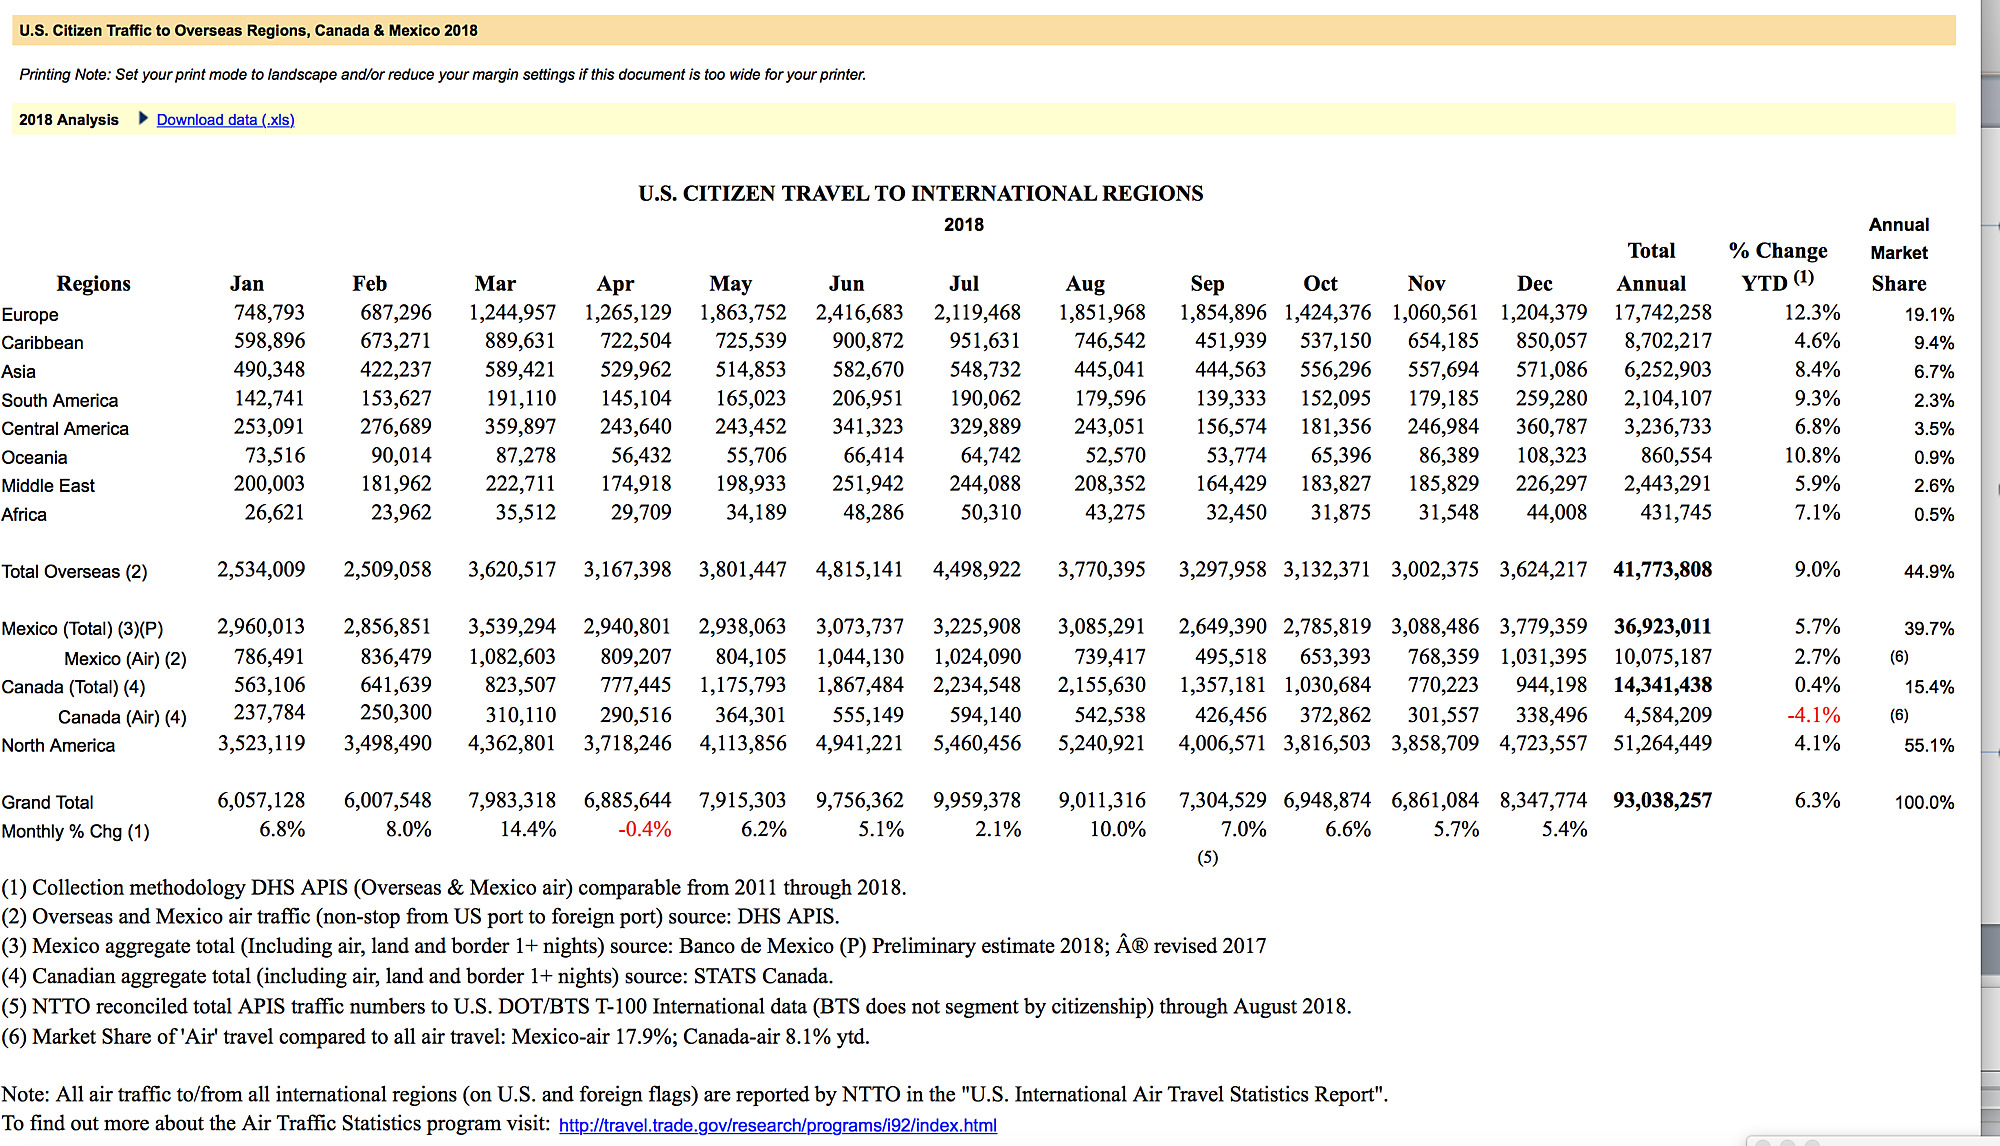 U.S. Citizen Traffic to Overseas Regions, Canada & Mexico 2018
Printing Note: Set your print mode to landscape and/or reduce your margin settings if this document is too wide for your printer.
2018 Analysis Download data (.xls)
U.S. CITIZEN TRAVEL TO INTERNATIONAL REGIONS
2018 Annual
Total % Change Market
Regions Jan Feb Mar Apr May Jun Jul Aug Sep Oct Nov Dec Annual YTD (1) Share
Europe 748,793 687,296 1,244,957 1,265,129 1,863,752 2,416,683 2,119,468 1,851,968 1,854,896 1,424,376 1,060,561 1,204,379 17,742,258 12.3% 19.1%
Caribbean 598,896 673,271 889,631 722,504 725,539 900,872 951,631 746,542 451,939 537,150 654,185 850,057 8,702,217 4.6% 9.4%
Asia 490,348 422,237 589,421 529,962 514,853 582,670 548,732 445,041 444,563 556,296 557,694 571,086 6,252,903 8.4% 6.7%
South America 142,741 153,627 191,110 145,104 165,023 206,951 190,062 179,596 139,333 152,095 179,185 259,280 2,104,107 9.3% 2.3%
Central America 253,091 276,689 359,897 243,640 243,452 341,323 329,889 243,051 156,574 181,356 246,984 360,787 3,236,733 6.8% 3.5%
Oceania 73,516 90,014 87,278 56,432 55,706 66,414 64,742 52,570 53,774 65,396 86,389 108,323 860,554 10.8% 0.9%
Middle East 200,003 181,962 222,711 174,918 198,933 251,942 244,088 208,352 164,429 183,827 185,829 226,297 2,443,291 5.9% 2.6%
Africa 26,621 23,962 35,512 29,709 34,189 48,286 50,310 43,275 32,450 31,875 31,548 44,008 431,745 7.1% 0.5%
Total Overseas (2) 2,534,009 2,509,058 3,620,517 3,167,398 3,801,447 4,815,141 4,498,922 3,770,395 3,297,958 3,132,371 3,002,375 3,624,217 41,773,808 9.0% 44.9%
Mexico (Total) (3)(P) 2,960,013 2,856,851 3,539,294 2,940,801 2,938,063 3,073,737 3,225,908 3,085,291 2,649,390 2,785,819 3,088,486 3,779,359 36,923,011 5.7% 39.7%
Mexico (Air) (2) 786,491 836,479 1,082,603 809,207 804,105 1,044,130 1,024,090 739,417 495,518 653,393 768,359 1,031,395 10,075,187 2.7% (6)
Canada (Total) (4) 563,106 641,639 823,507 777,445 1,175,793 1,867,484 2,234,548 2,155,630 1,357,181 1,030,684 770,223 944,198 14,341,438 0.4% 15.4%
Canada (Air) (4) 237,784 250,300 310,110 290,516 364,301 555,149 594,140 542,538 426,456 372,862 301,557 338,496 4,584,209 -4.1% (6)
North America 3,523,119 3,498,490 4,362,801 3,718,246 4,113,856 4,941,221 5,460,456 5,240,921 4,006,571 3,816,503 3,858,709 4,723,557 51,264,449 4.1% 55.1%
Grand Total 6,057,128 6,007,548 7,983,318 6,885,644 7,915,303 9,756,362 9,959,378 9,011,316 7,304,529 6,948,874 6,861,084 8,347,774 93,038,257 6.3% 100.0%
Monthly % Chg (1) 6.8% 8.0% 14.4% -0.4% 6.2% 5.1% 2.1% 10.0% 7.0% 6.6% 5.7% 5.4%
(5)
(1) Collection methodology DHS APIS (Overseas & Mexico air) comparable from 2011 through 2018.
(2) Overseas and Mexico air traffic (non-stop from US port to foreign port) source: DHS APIS.
(3) Mexico aggregate total (Including air, land and border 1+ nights) source: Banco de Mexico (P) Preliminary estimate 2018; Â® revised 2017
(4) Canadian aggregate total (including air, land and border 1+ nights) source: STATS Canada.
(5) NTTO reconciled total APIS traffic numbers to U.S. DOT/BTS T-100 International data (BTS does not segment by citizenship) through August 2018.
(6) Market Share of 'Air' travel compared to all air travel: Mexico-air 17.9%; Canada-air 8.1% ytd.
Note: All air traffic to/from all international regions (on U.S. and foreign flags) are reported by NTTO in the "U.S. International Air Travel Statistics Report".
To find out more about the Air Traffic Statistics program visit: http://travel.trade.gov/research/programs/i92/index.html